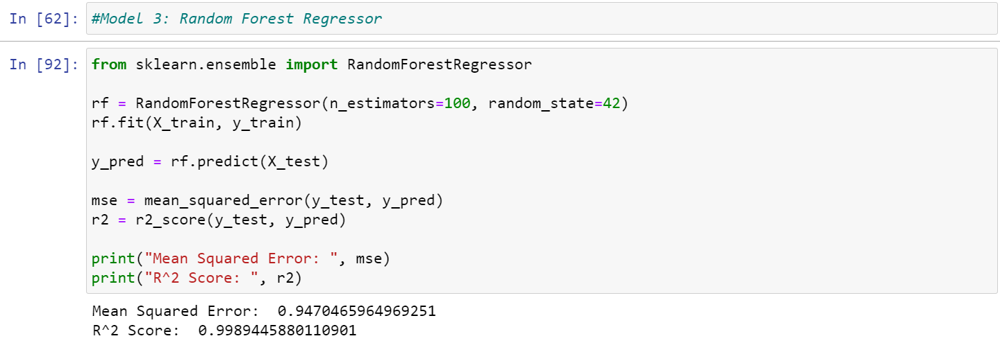 In [62]: #Model 3: Random Forest Regressor
In [92]: from sklearn.ensemble import RandomForestRegressor
rf = RandomForestRegressor(n_estimators=100, random_state=42)
rf.fit(X_train, y_train)
y_pred = rf.predict(X_test)
mse = mean_squared_error(y_test, y_pred)
r2 = r2_score(y_test, y_pred)
print("Mean Squared Error: ", mse)
print("R^2 Score: ", r2)
Mean Squared Error:  0.9470465964969251
R^2 Score:  0.9989445880110901